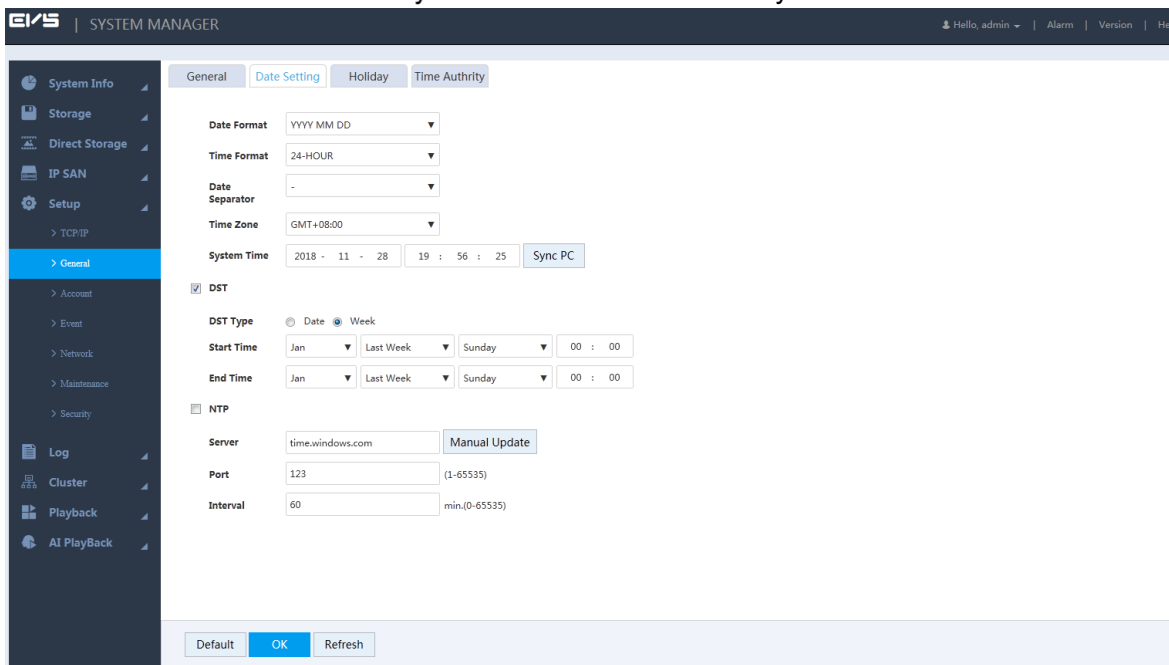 EVS | SYSTEM MANAGER
Hello, admin | Alarm | Version |
System Info
Storage
Direct Storage
IP SAN
Setup
> TCP/IP
> General
> Account
> Event
> Network
> Maintenance
> Security
Log
Cluster
Playback
AI PlayBack
General Date Setting Holiday Time Authrity
Date Format YYYY MM DD
Time Format 24-HOUR
Date Separator -
Time Zone GMT+08:00
System Time 2018 - 11 - 28 19 : 56 : 25 Sync PC
DST
DST Type Date Week
Start Time Jan Last Week Sunday 00 : 00
End Time Jan Last Week Sunday 00 : 00
NTP
Server time.windows.com Manual Update
Port 123 (1-65535)
Interval 60 min.(0-65535)
Default OK Refresh